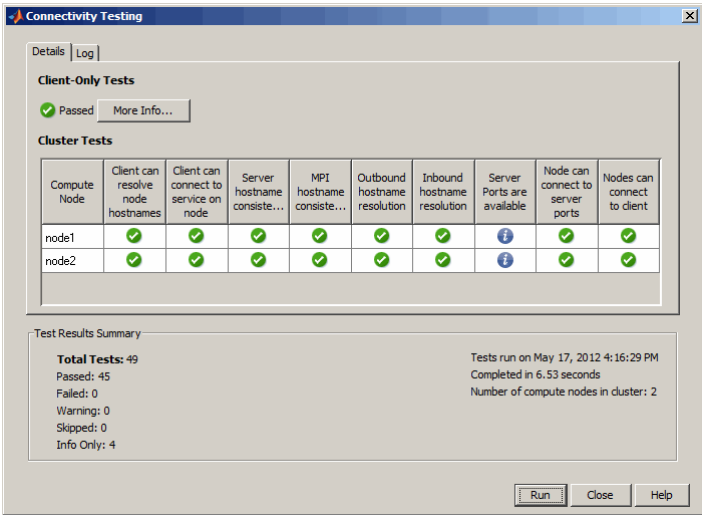 Connectivity Testing
Details
Log
Client-Only Tests
Passed
More Info...
Cluster Tests
Compute
Node
Client can
resolve
node
hostnames
Client can
connect to
service on
node
Server
hostname
consiste...
MPI
hostname
consiste...
Outbound
hostname
resolution
Inbound
hostname
resolution
Server
Ports are
available
Node can
connect to
server
ports
Nodes can
connect
to client
node1
node2
Test Results Summary
Total Tests: 49
Passed: 45
Failed: 0
Warning: 0
Skipped: 0
Info Only: 4
Tests run on May 17, 2012 4:16:29 PM
Completed in 6.53 seconds
Number of compute nodes in cluster: 2
Run
Close
Help